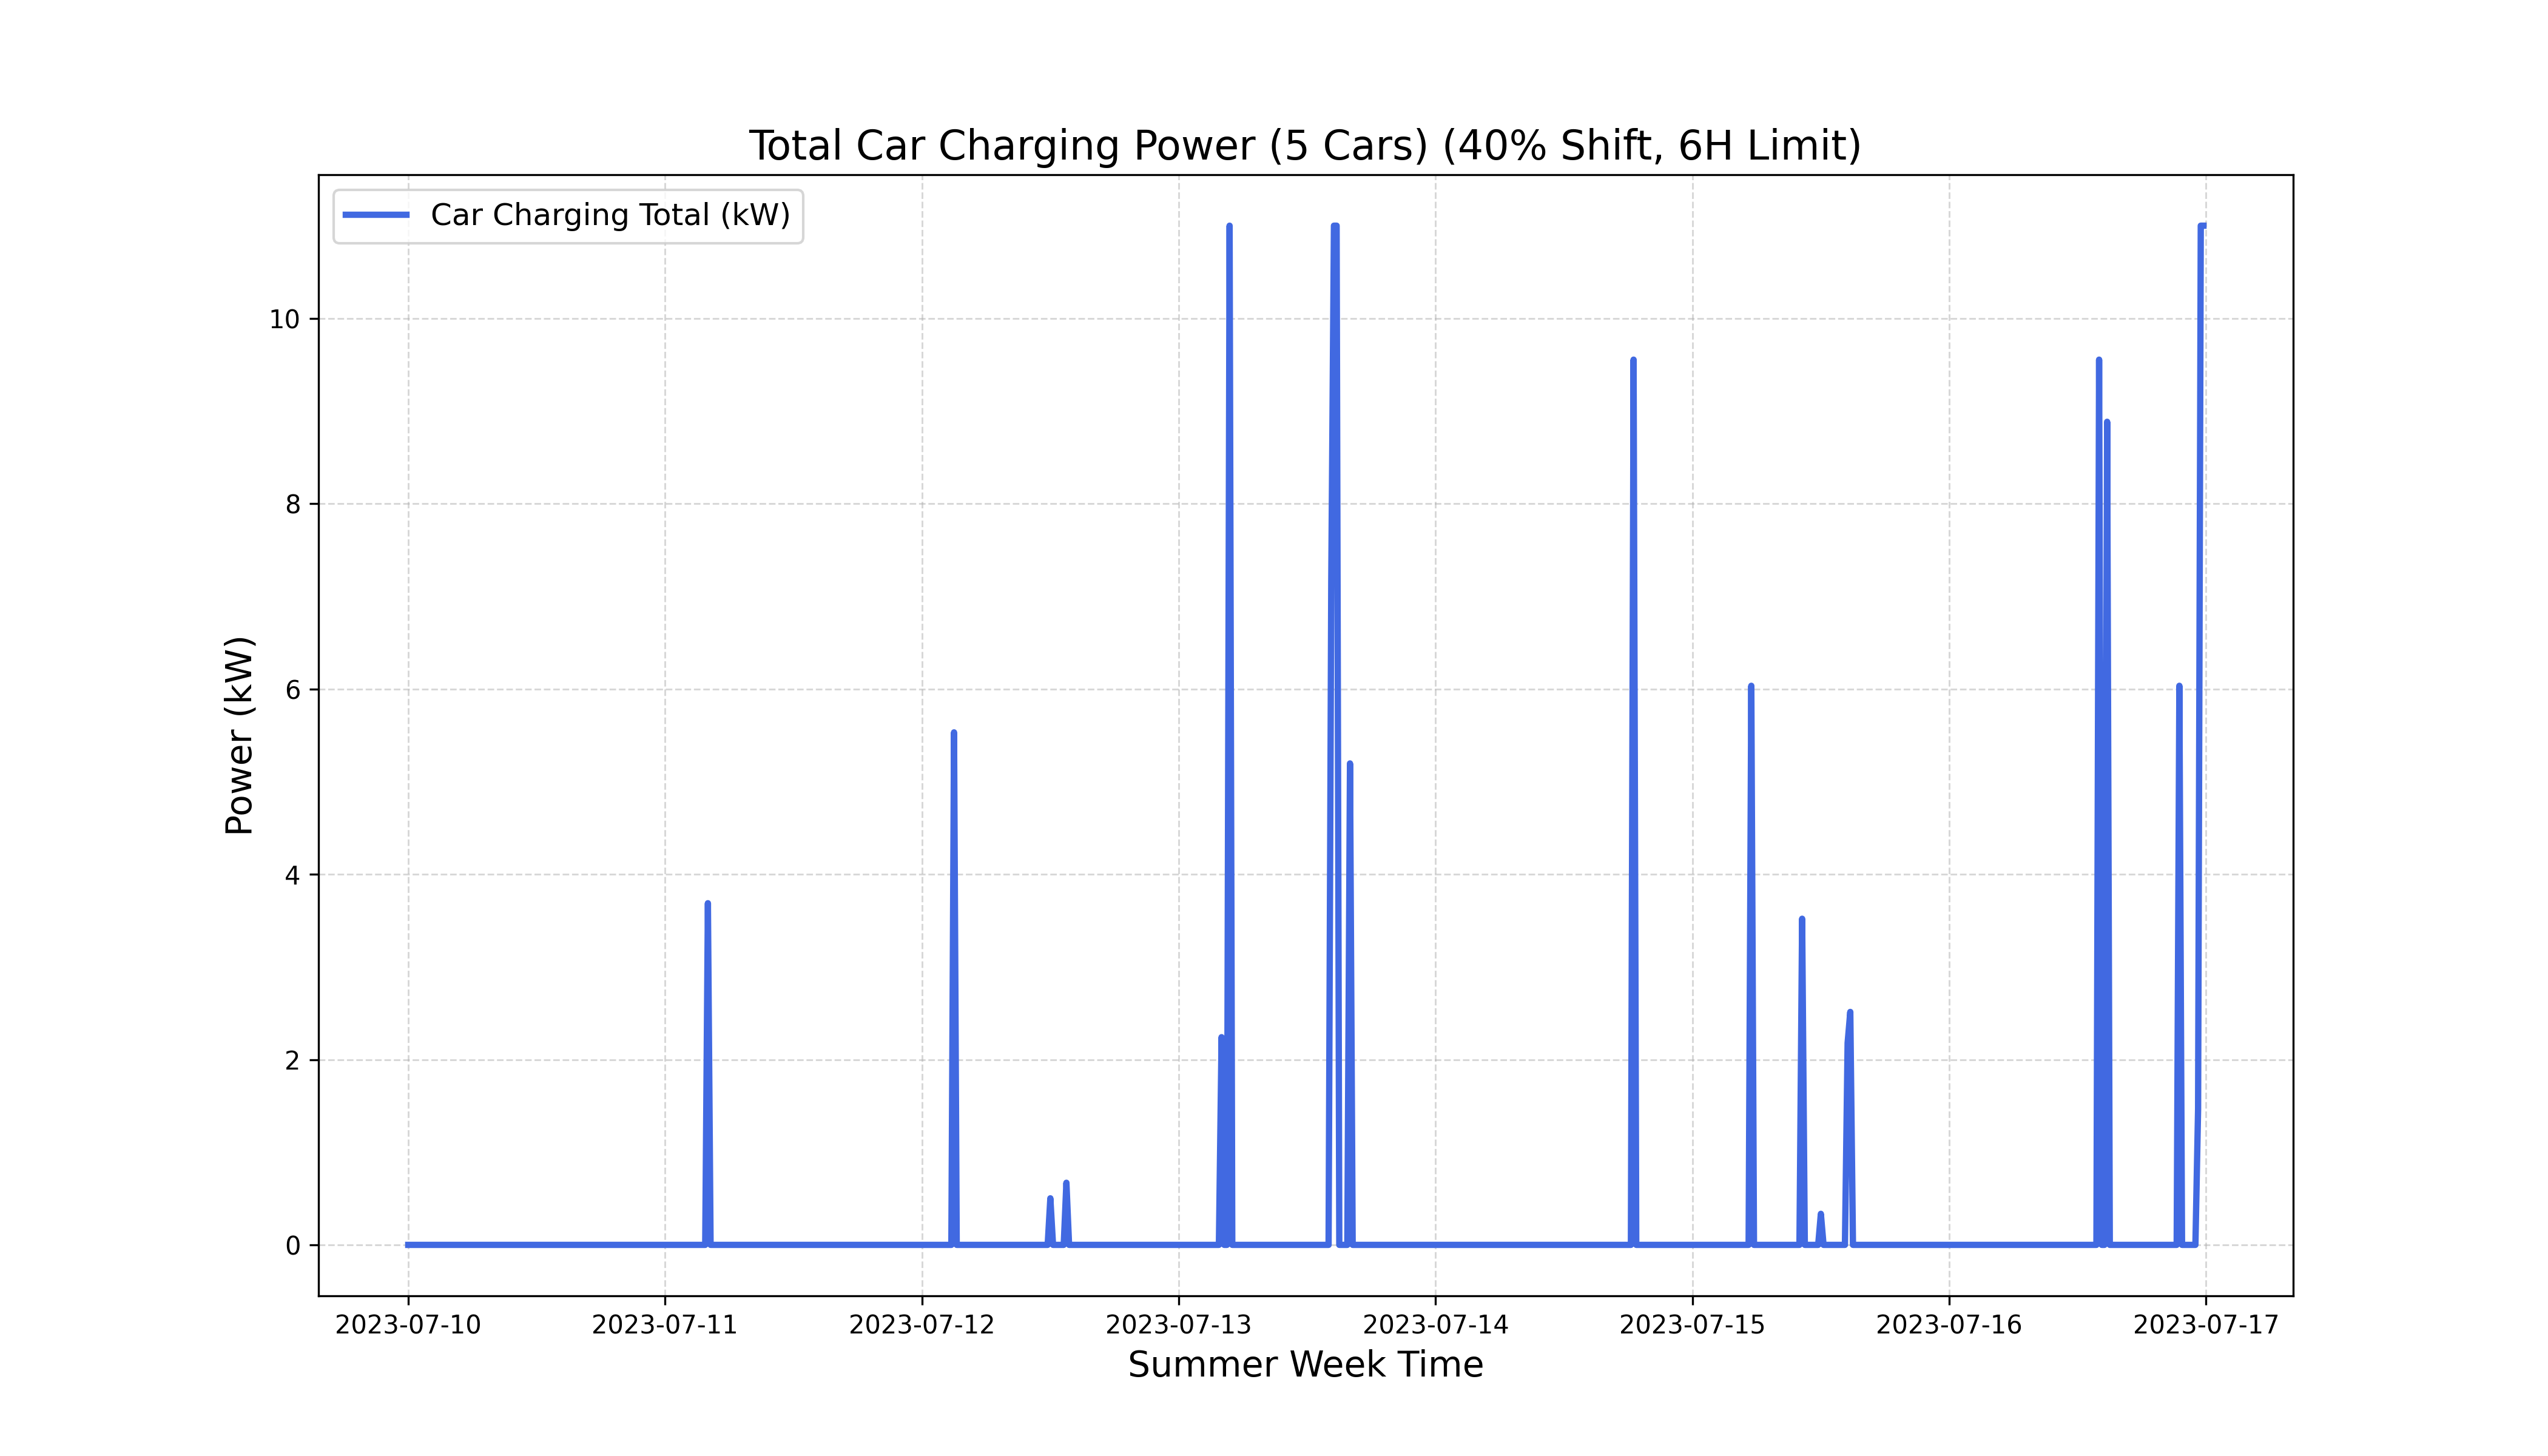 Total Car Charging Power (5 Cars) (40% Shift, 6H Limit)
Car Charging Total (kW)
10
8
6
4
2
0
Power (kW)
2023-07-10 2023-07-11 2023-07-12 2023-07-13 2023-07-14 2023-07-15 2023-07-16 2023-07-17
Summer Week Time